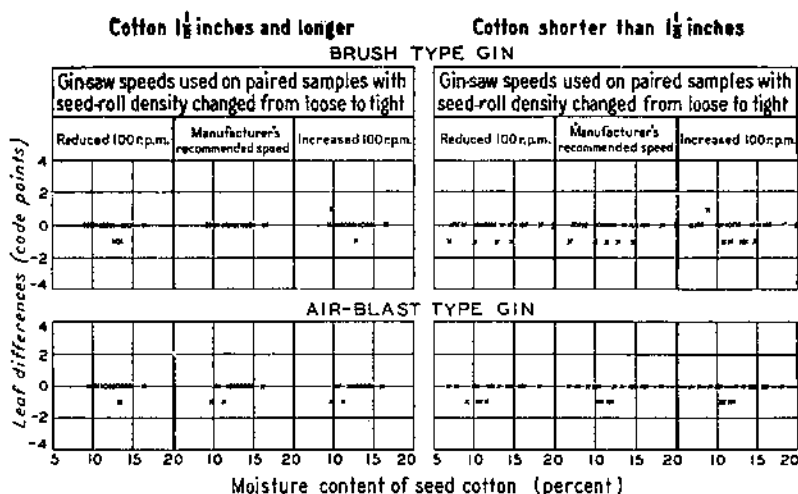 Cotton 1⅛ inches and longer
Cotton shorter than 1⅛ inches
BRUSH TYPE GIN
Gin-saw speeds used on paired samples with
seed-roll density changed from loose to tight
Gin-saw speeds used on paired samples with
seed-roll density changed from loose to tight
Reduced 100 r.p.m.
Manufacturer's
recommended speed
Increased 100 r.p.m.
Reduced 100 r.p.m.
Manufacturer's
recommended speed
Increased 100 r.p.m.
4
2
0
-2
-4
AIR-BLAST TYPE GIN
4
2
0
-2
-4
Leaf differences (code points)
5 10 15 20 10 15 20 10 15 20
5 10 15 20 10 15 20 10 15 20
Moisture content of seed cotton (percent)